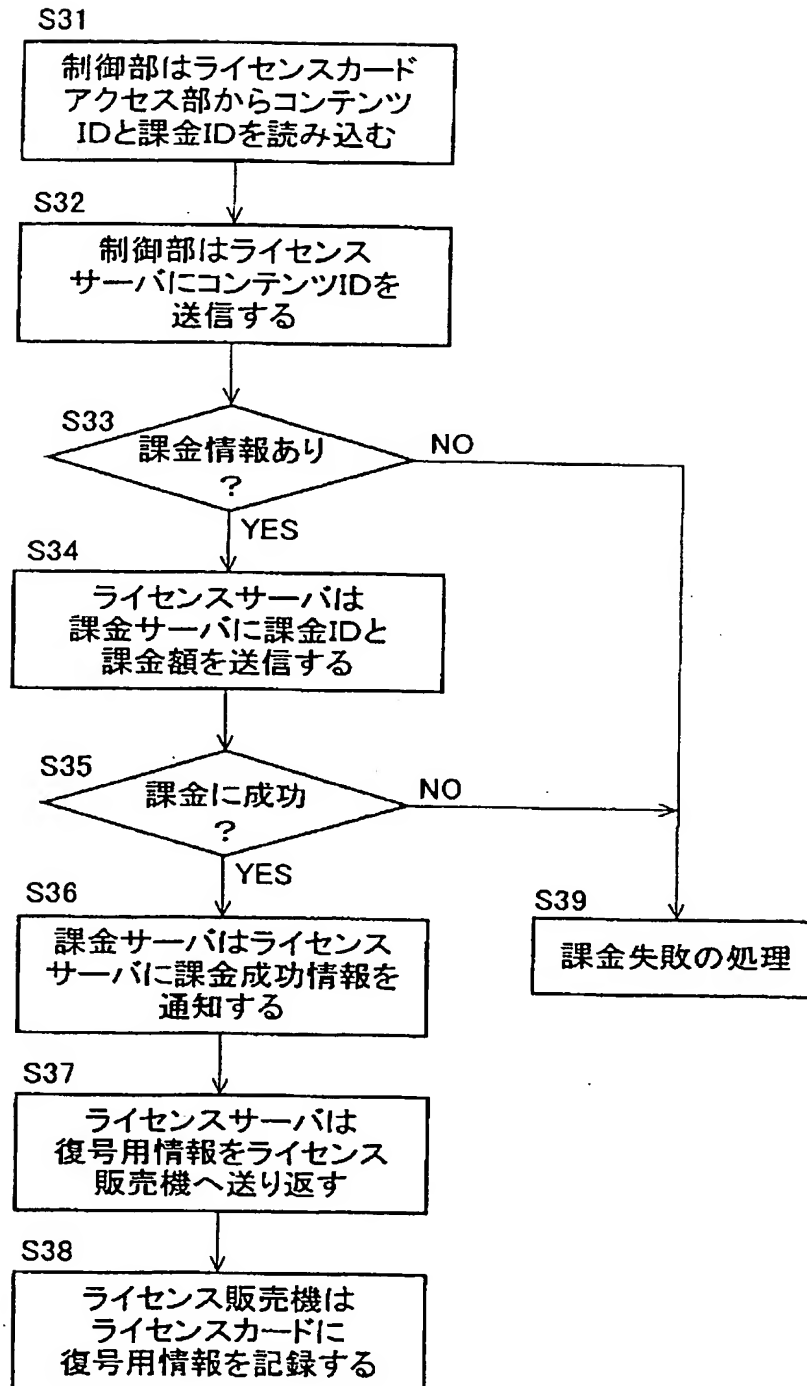 S31
制御部はライセンスカード
アクセス部からコンテンツ
IDと課金IDを読み込む
S32
制御部はライセンス
サーバにコンテンツIDを
送信する
S33
課金情報あり
?
NO
YES
S34
ライセンスサーバは
課金サーバに課金IDと
課金額を送信する
S35
課金に成功
?
NO
YES
S36
課金サーバはライセンス
サーバに課金成功情報を
通知する
S39
課金失敗の処理
S37
ライセンスサーバは
復号用情報をライセンス
販売機へ送り返す
S38
ライセンス販売機は
ライセンスカードに
復号用情報を記録する